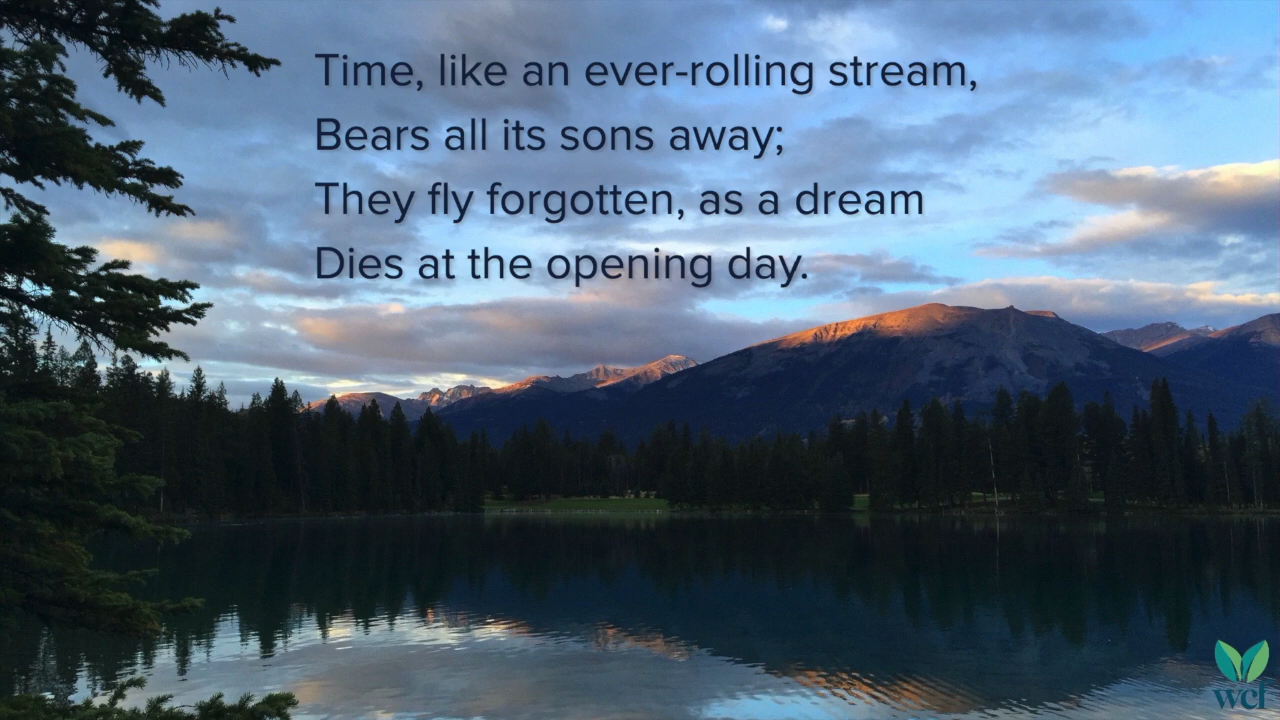 Time, like an ever-rolling stream,
Bears all its sons away;
They fly forgotten, as a dream
Dies at the opening day.
wcf